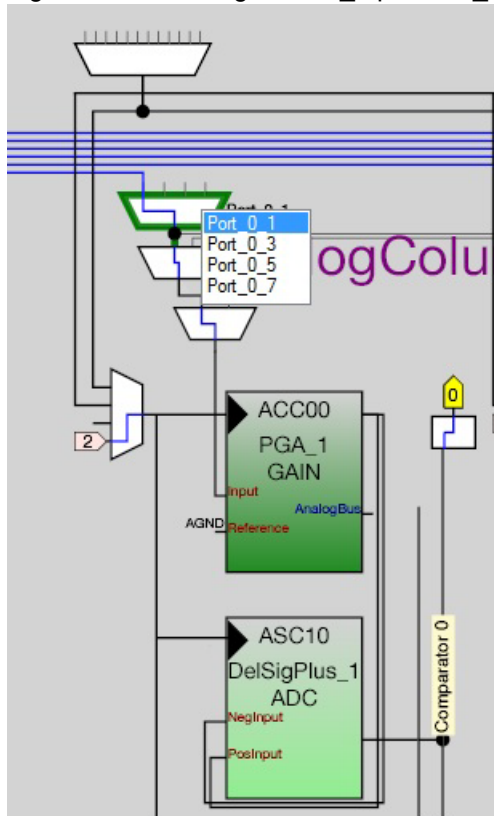 Port_0_1
Port_0_3
Port_0_5
Port_0_7
ogColu
0
2
ACC00
PGA_1
GAIN
Input
AnalogBus
AGND
Reference
ASC10
DelSigPlus_1
ADC
NegInput
PosInput
Comparator 0